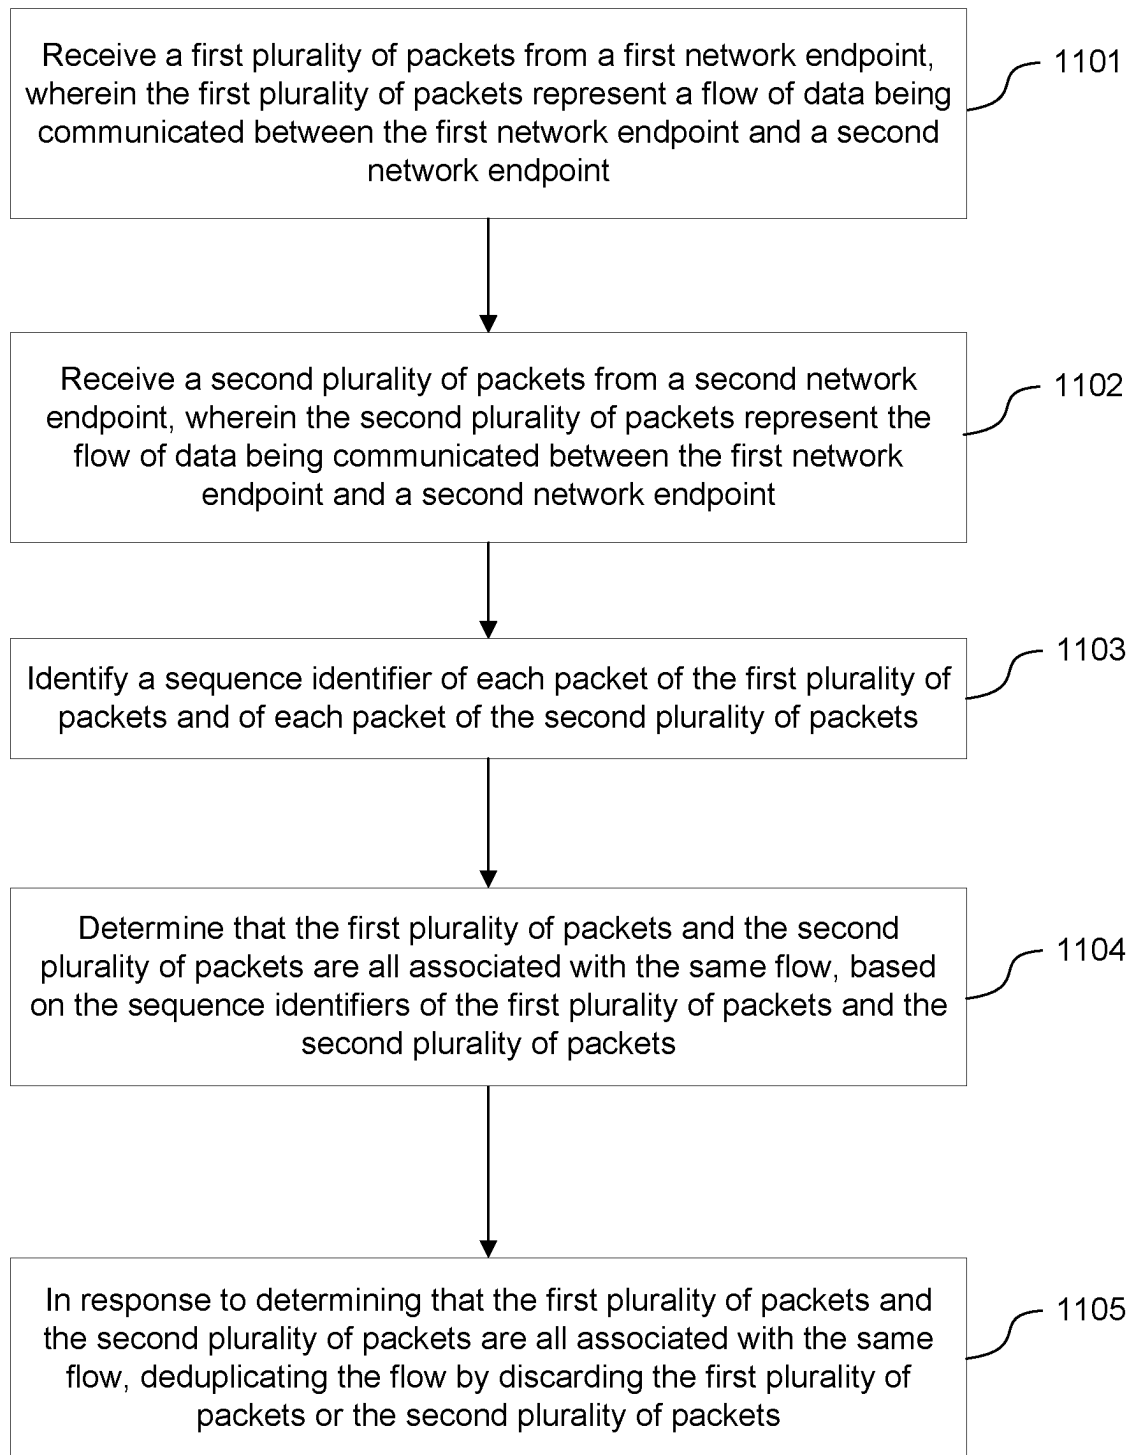 Receive a first plurality of packets from a first network endpoint,
wherein the first plurality of packets represent a flow of data being
communicated between the first network endpoint and a second
network endpoint
1101
Receive a second plurality of packets from a second network
endpoint, wherein the second plurality of packets represent the
flow of data being communicated between the first network
endpoint and a second network endpoint
1102
Identify a sequence identifier of each packet of the first plurality of
packets and of each packet of the second plurality of packets
1103
Determine that the first plurality of packets and the second
plurality of packets are all associated with the same flow, based
on the sequence identifiers of the first plurality of packets and the
second plurality of packets
1104
In response to determining that the first plurality of packets and
the second plurality of packets are all associated with the same
flow, deduplicating the flow by discarding the first plurality of
packets or the second plurality of packets
1105